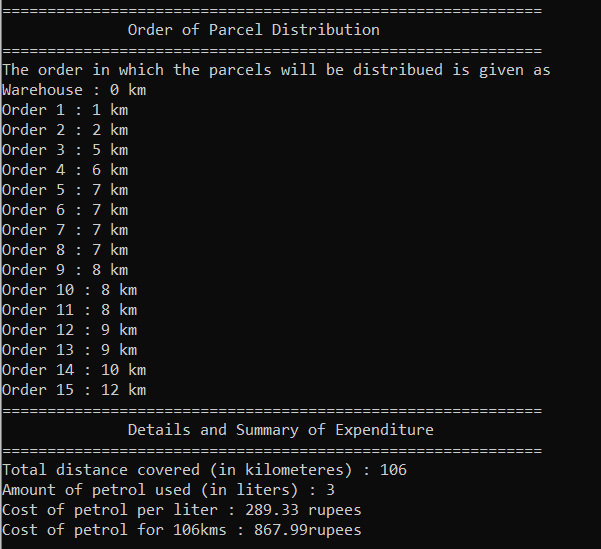 ============================================================
Order of Parcel Distribution
============================================================
The order in which the parcels will be distribued is given as
Warehouse : 0 km
Order 1 : 1 km
Order 2 : 2 km
Order 3 : 5 km
Order 4 : 6 km
Order 5 : 7 km
Order 6 : 7 km
Order 7 : 7 km
Order 8 : 7 km
Order 9 : 8 km
Order 10 : 8 km
Order 11 : 8 km
Order 12 : 9 km
Order 13 : 9 km
Order 14 : 10 km
Order 15 : 12 km
============================================================
Details and Summary of Expenditure
============================================================
Total distance covered (in kilometeres) : 106
Amount of petrol used (in liters) : 3
Cost of petrol per liter : 289.33 rupees
Cost of petrol for 106kms : 867.99rupees